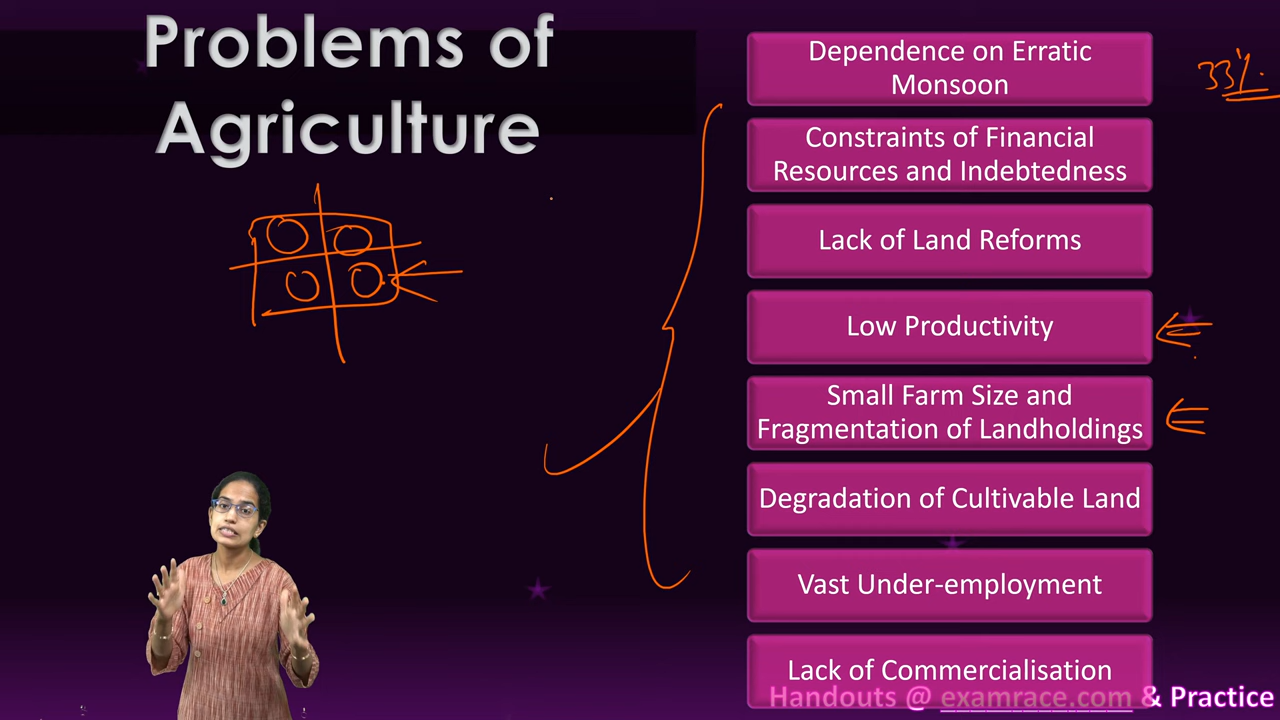 Problems of
Agriculture
Dependence on Erratic
Monsoon
33%
Constraints of Financial
Resources and Indebtedness
Lack of Land Reforms
Low Productivity
Small Farm Size and
Fragmentation of Landholdings
Degradation of Cultivable Land
Vast Under-employment
Lack of Commercialisation
Handouts @ examrace.com & Practice